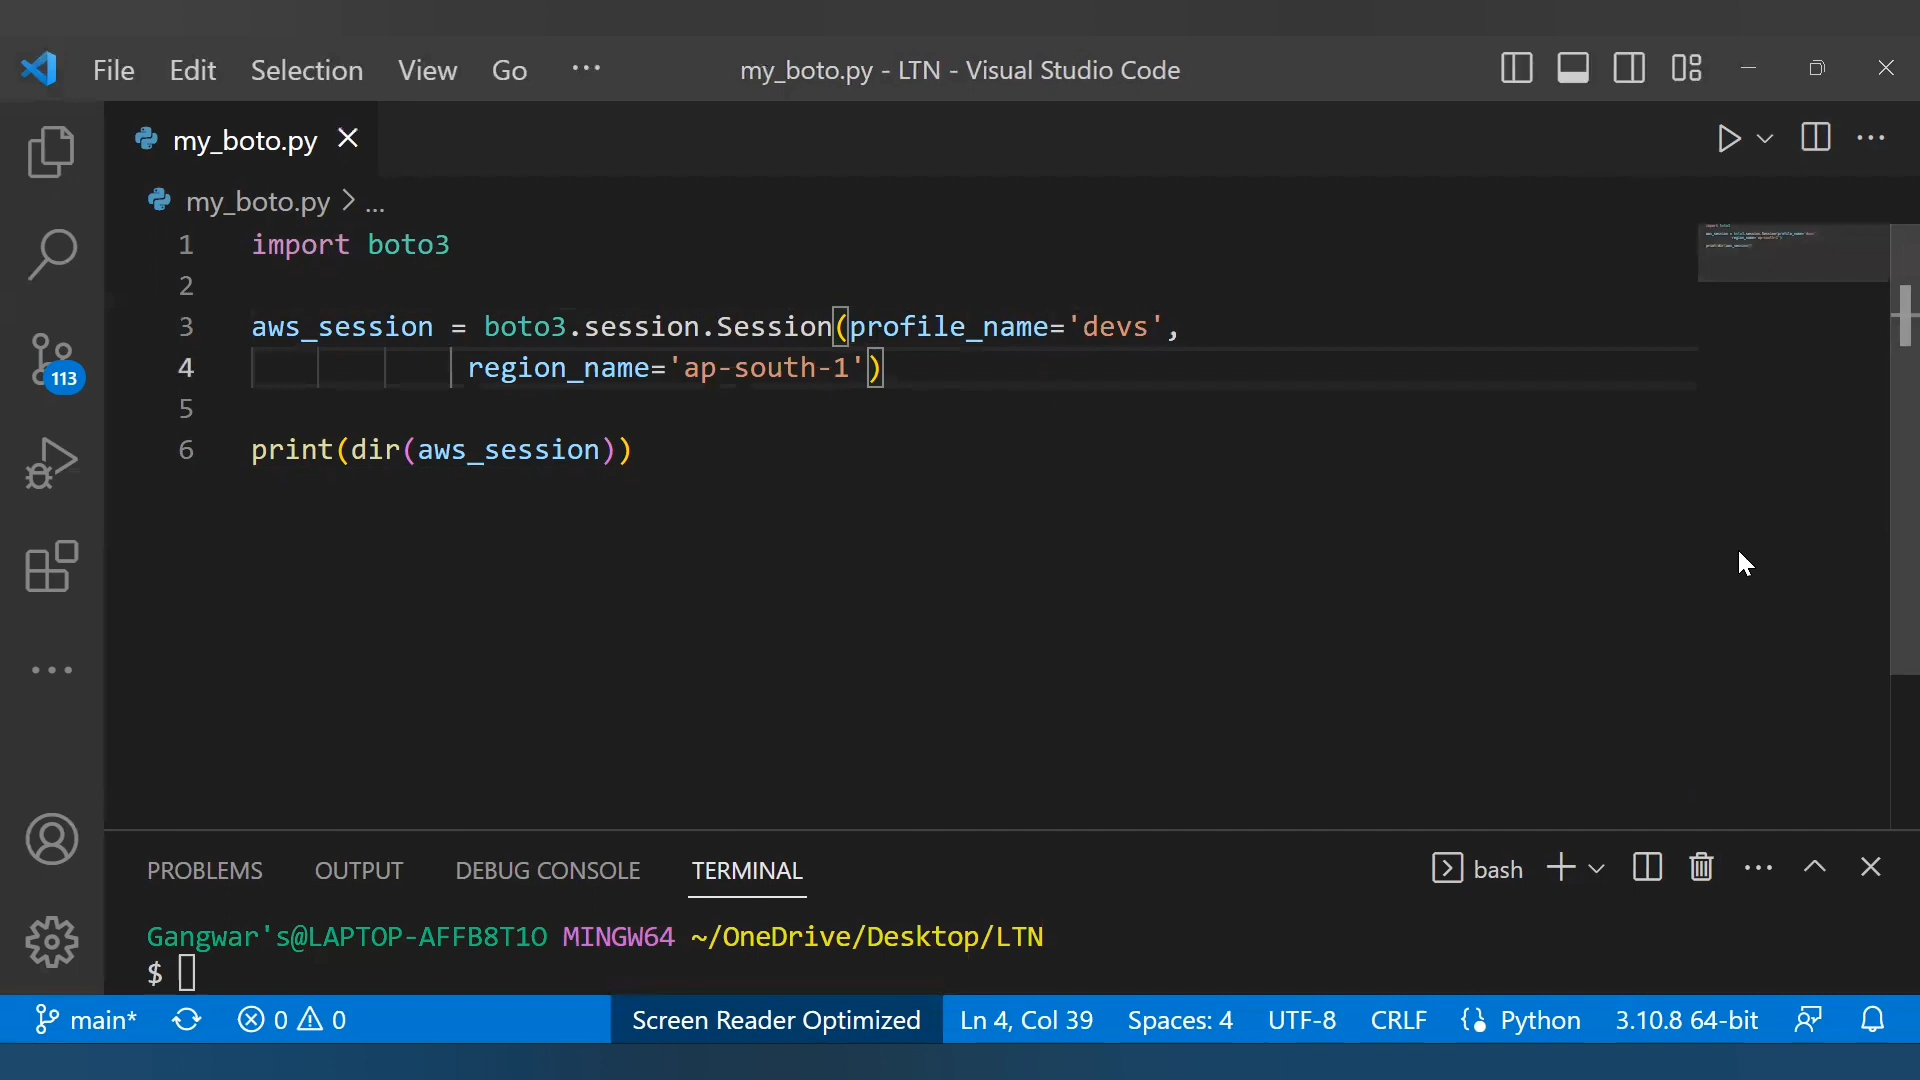 File Edit Selection View Go ... my_boto.py - LTN - Visual Studio Code
my_boto.py
my_boto.py > ...
1 import boto3
2
3 aws_session = boto3.session.Session(profile_name='devs',
4 region_name='ap-south-1')
5
6 print(dir(aws_session))
113
PROBLEMS OUTPUT DEBUG CONSOLE TERMINAL bash
Gangwar's@LAPTOP-AFFB8T1O MINGW64 ~/OneDrive/Desktop/LTN
$
main* 0 0 Screen Reader Optimized Ln 4, Col 39 Spaces: 4 UTF-8 CRLF Python 3.10.8 64-bit